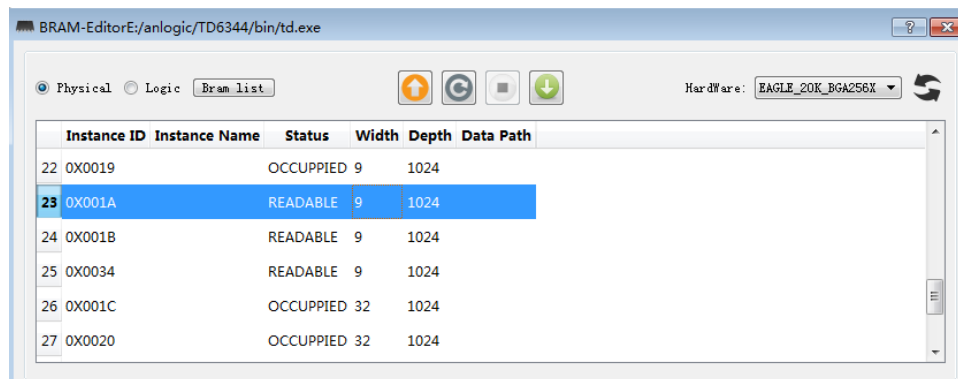 BRAM-EditorE:/anlogic/TD6344/bin/td.exe
Physical Logic Bram list HardWare: EAGLE_20K_BGA256X
Instance ID Instance Name Status Width Depth Data Path
22 0X0019 OCCUPPIED 9 1024
23 0X001A READABLE 9 1024
24 0X001B READABLE 9 1024
25 0X0034 READABLE 9 1024
26 0X001C OCCUPPIED 32 1024
27 0X0020 OCCUPPIED 32 1024